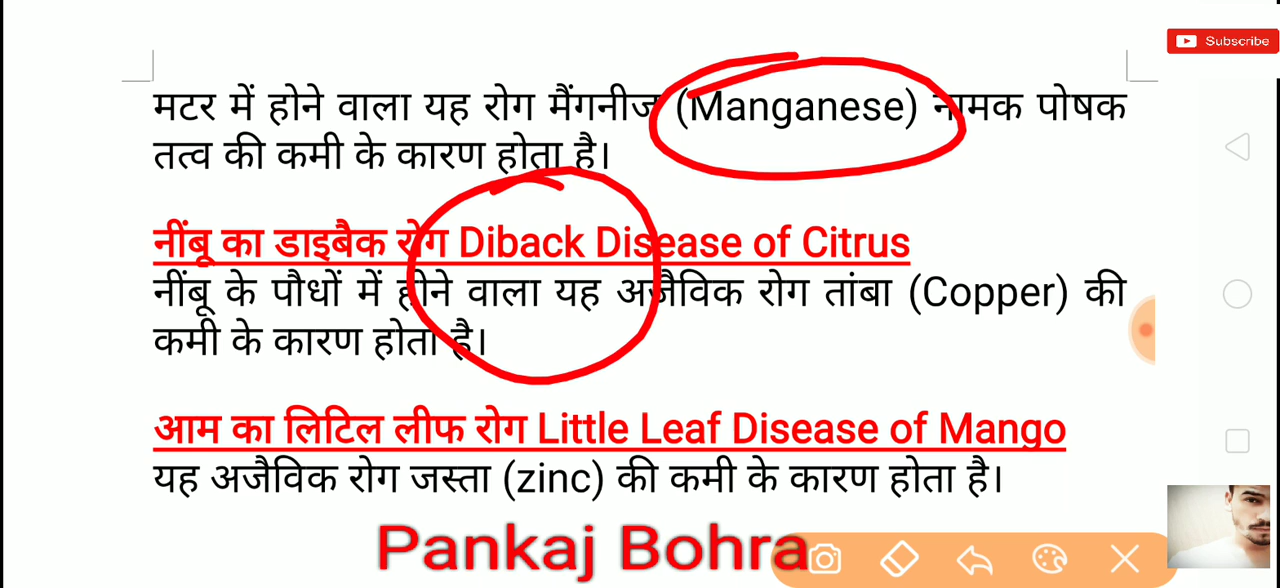 Subscribe
मटर में होने वाला यह रोग मैंगनीज (Manganese) नामक पोषक
तत्व की कमी के कारण होता है।
नींबू का डाइबैक रोग Diback Disease of Citrus
नींबू के पौधों में होने वाला यह अजैविक रोग तांबा (Copper) की
कमी के कारण होता है।
आम का लिटिल लीफ रोग Little Leaf Disease of Mango
यह अजैविक रोग जस्ता (zinc) की कमी के कारण होता है।
Pankaj Bohra